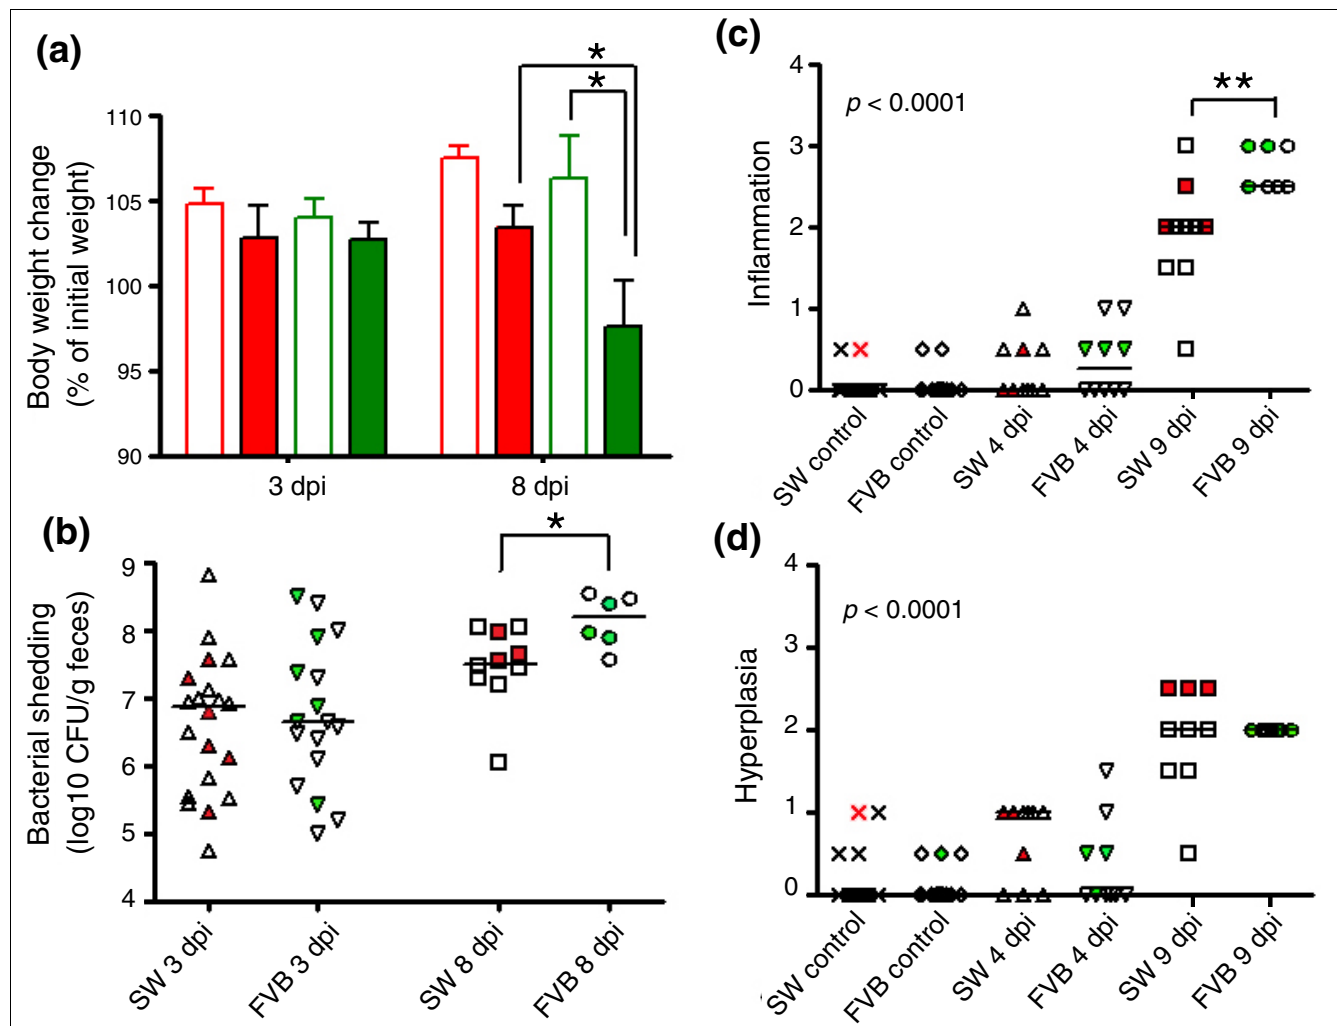 (a)
*
*
110
105
100
95
90
Body weight change
(% of initial weight)
3 dpi
8 dpi
(b)
*
9
8
7
6
5
4
Bacterial shedding
(log10 CFU/g feces)
SW 3 dpi
FVB 3 dpi
SW 8 dpi
FVB 8 dpi
(c)
4
3
2
1
0
p < 0.0001
**
Inflammation
SW control
FVB control
SW 4 dpi
FVB 4 dpi
SW 9 dpi
FVB 9 dpi
(d)
4
3
2
1
0
p < 0.0001
Hyperplasia
SW control
FVB control
SW 4 dpi
FVB 4 dpi
SW 9 dpi
FVB 9 dpi